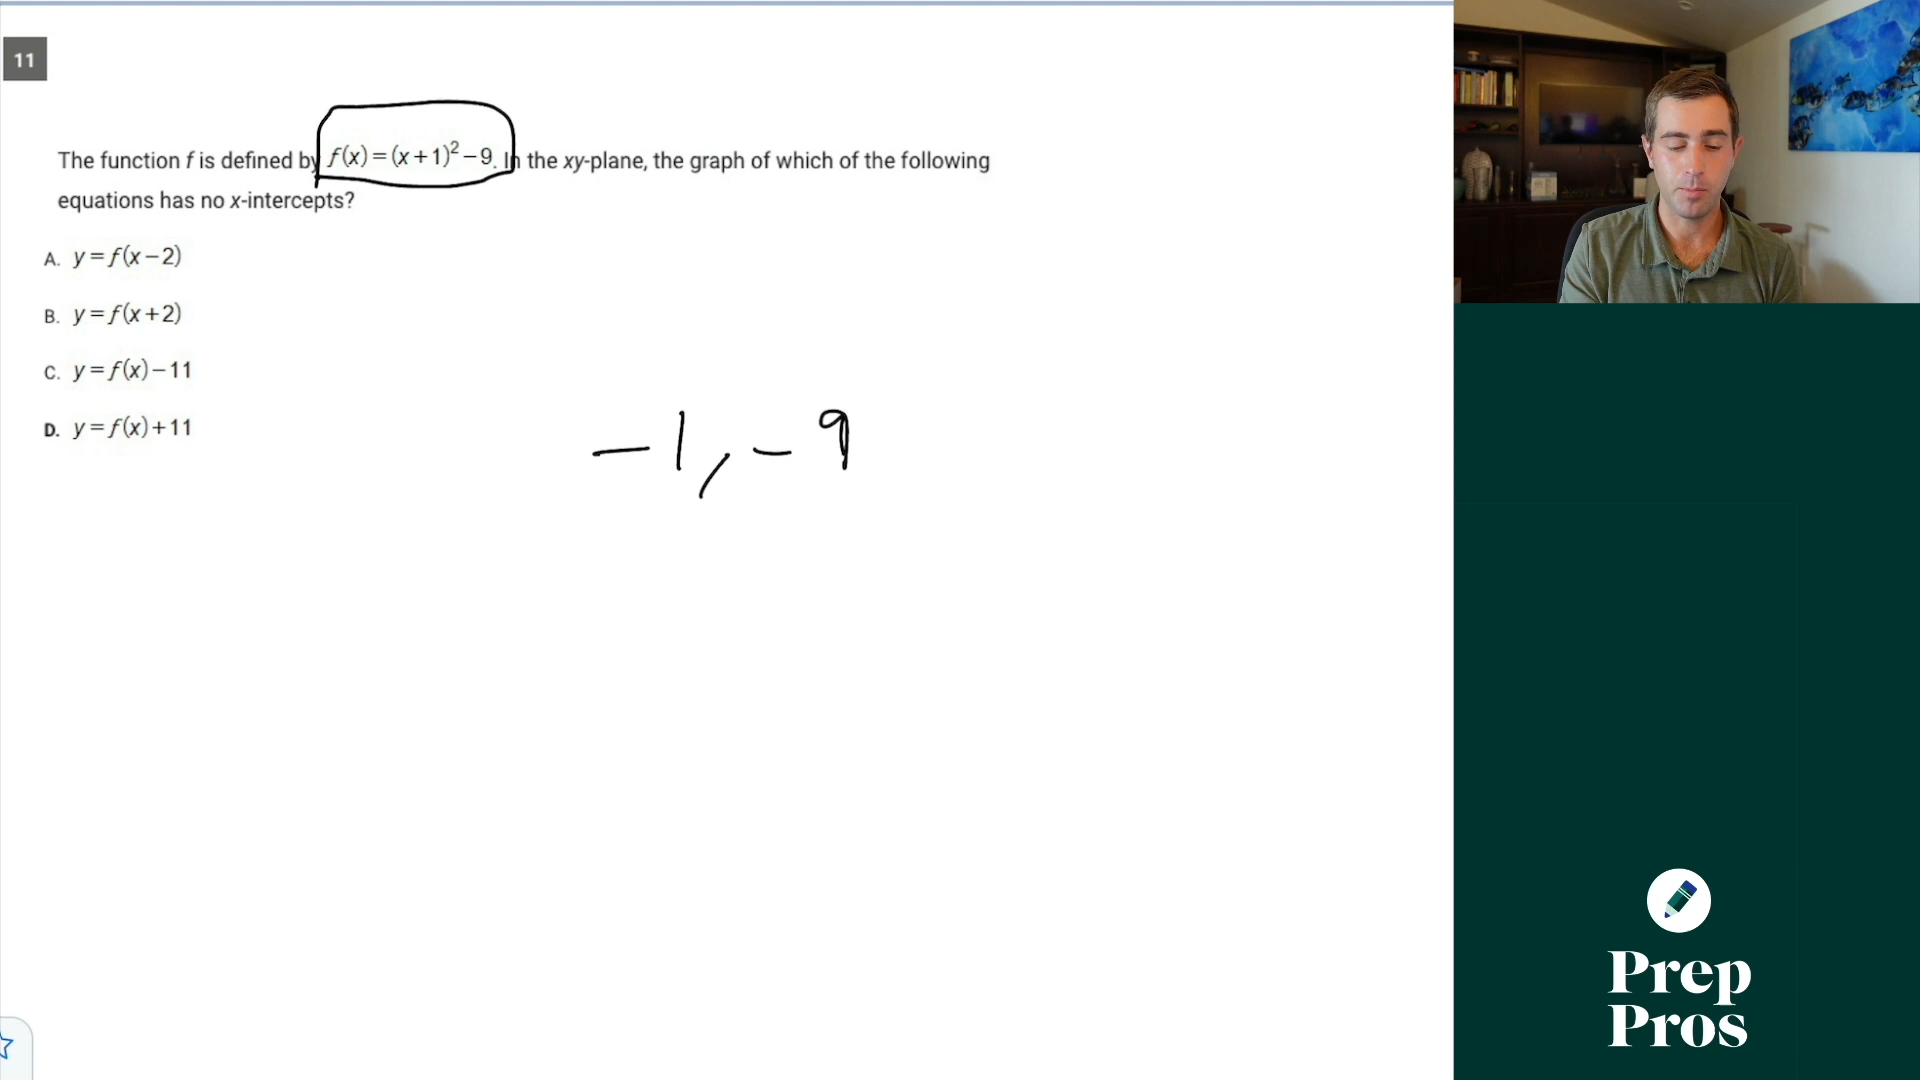 11
The function f is defined by f(x)=(x+1)²−9. In the xy-plane, the graph of which of the following
equations has no x-intercepts?
A. y=f(x−2)
B. y=f(x+2)
C. y=f(x)−11
D. y=f(x)+11
−1,−9
Prep
Pros